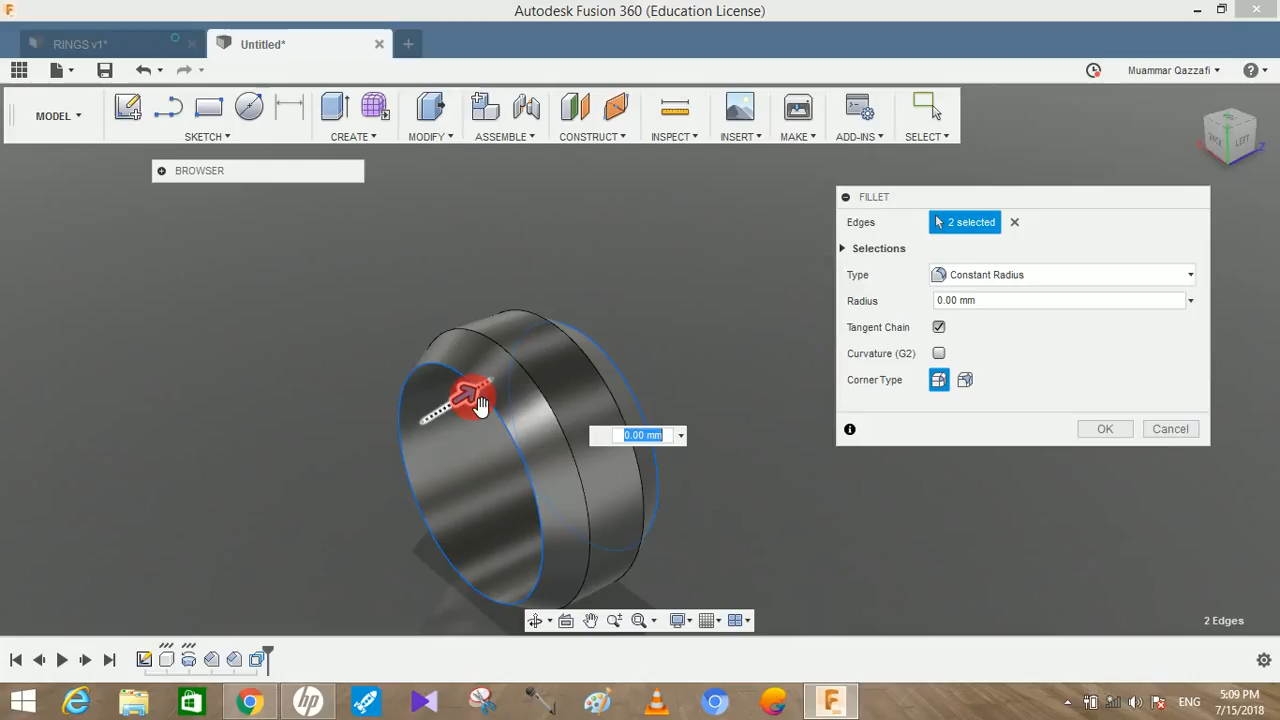 Autodesk Fusion 360 (Education License)
RINGS v1*
Untitled*
Muammar Qazzafi
MODEL
SKETCH
CREATE
MODIFY
ASSEMBLE
CONSTRUCT
INSPECT
INSERT
MAKE
ADD-INS
SELECT
BACK
LEFT
Z
BROWSER
FILLET
Edges
2 selected
Selections
Type
Constant Radius
Radius
0.00 mm
Tangent Chain
Curvature (G2)
Corner Type
OK
Cancel
0.00 mm
2 Edges
ENG
5:09 PM
7/15/2018